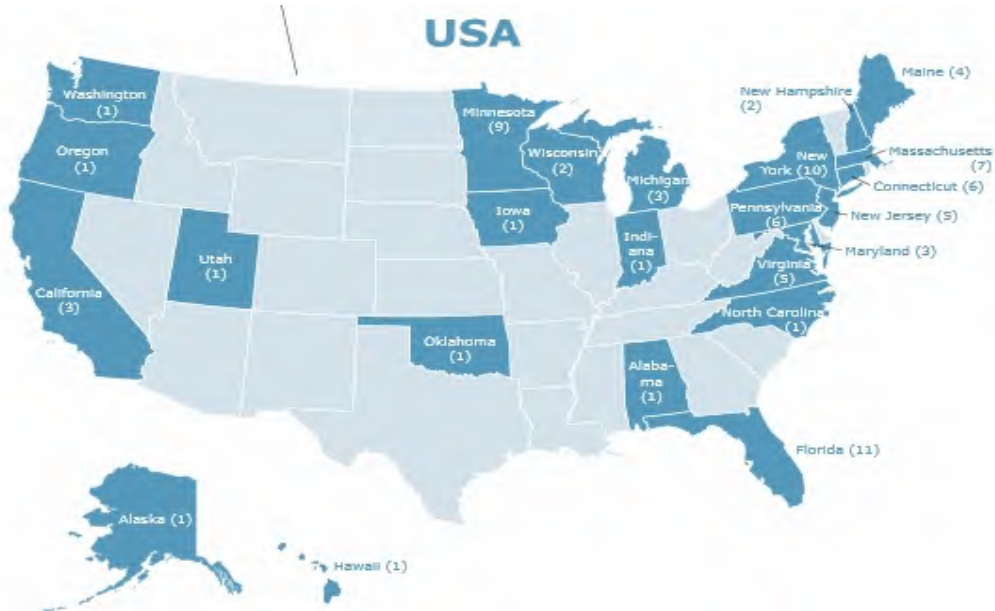 USA
Washington
(1)
Oregon
(1)
California
(3)
Utah
(1)
Minnesota
(9)
Wisconsin
(2)
Iowa
(1)
Michigan
(3)
Indi-
ana
(1)
Oklahoma
(1)
Alaba-
ma
(1)
Florida (11)
North Carolina
(1)
Virginia
(5)
Maryland (3)
New Jersey (5)
Pennsylvania
(6)
Connecticut (6)
Massachusetts
(7)
New
York (10)
New Hampshire
(2)
Maine (4)
Alaska (1)
Hawaii (1)